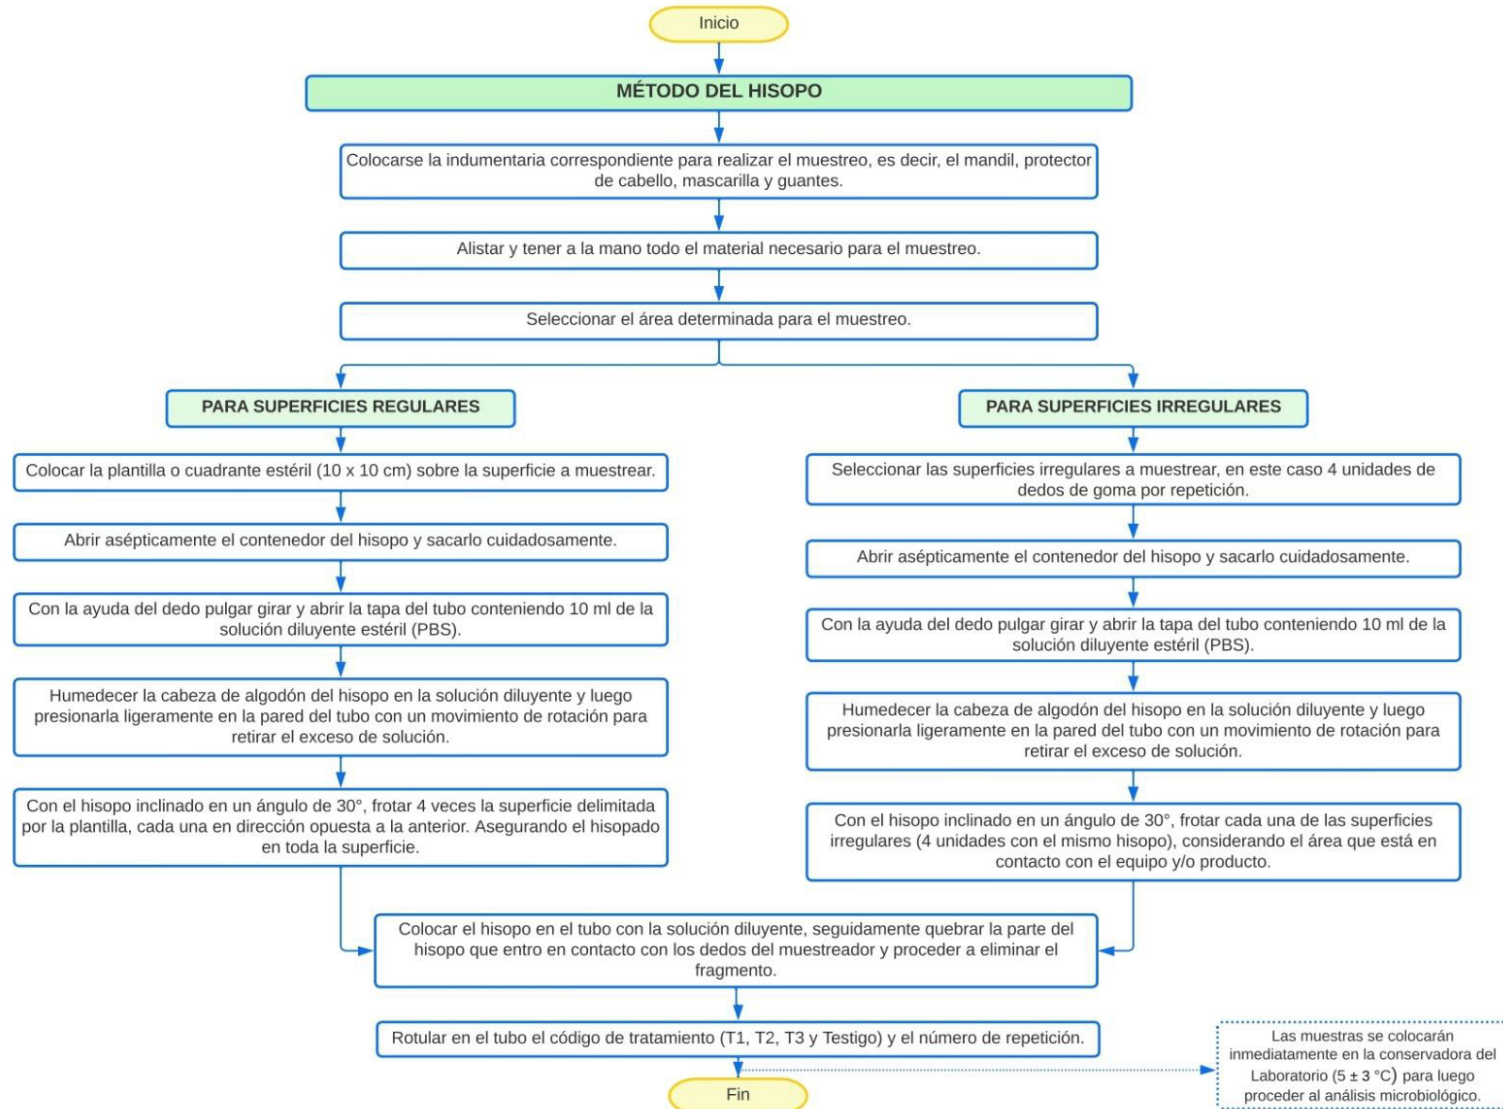 Inicio
MÉTODO DEL HISOPO
Colocarse la indumentaria correspondiente para realizar el muestreo, es decir, el mandil, protector
de cabello, mascarilla y guantes.
Alistar y tener a la mano todo el material necesario para el muestreo.
Seleccionar el área determinada para el muestreo.
PARA SUPERFICIES REGULARES
Colocar la plantilla o cuadrante estéril (10 x 10 cm) sobre la superficie a muestrear.
Abrir asépticamente el contenedor del hisopo y sacarlo cuidadosamente.
Con la ayuda del dedo pulgar girar y abrir la tapa del tubo conteniendo 10 ml de la
solución diluyente estéril (PBS).
Humedecer la cabeza de algodón del hisopo en la solución diluyente y luego
presionarla ligeramente en la pared del tubo con un movimiento de rotación para
retirar el exceso de solución.
Con el hisopo inclinado en un ángulo de 30°, frotar 4 veces la superficie delimitada
por la plantilla, cada una en dirección opuesta a la anterior. Asegurando el hisopado
en toda la superficie.
PARA SUPERFICIES IRREGULARES
Seleccionar las superficies irregulares a muestrear, en este caso 4 unidades de
dedos de goma por repetición.
Abrir asépticamente el contenedor del hisopo y sacarlo cuidadosamente.
Con la ayuda del dedo pulgar girar y abrir la tapa del tubo conteniendo 10 ml de la
solución diluyente estéril (PBS).
Humedecer la cabeza de algodón del hisopo en la solución diluyente y luego
presionarla ligeramente en la pared del tubo con un movimiento de rotación para
retirar el exceso de solución.
Con el hisopo inclinado en un ángulo de 30°, frotar cada una de las superficies
irregulares (4 unidades con el mismo hisopo), considerando el área que está en
contacto con el equipo y/o producto.
Colocar el hisopo en el tubo con la solución diluyente, seguidamente quebrar la parte del
hisopo que entro en contacto con los dedos del muestreador y proceder a eliminar el
fragmento.
Rotular en el tubo el código de tratamiento (T1, T2, T3 y Testigo) y el número de repetición.
Las muestras se colocarán
inmediatamente en la conservadora del
Laboratorio (5 ± 3 °C) para luego
proceder al análisis microbiológico.
Fin